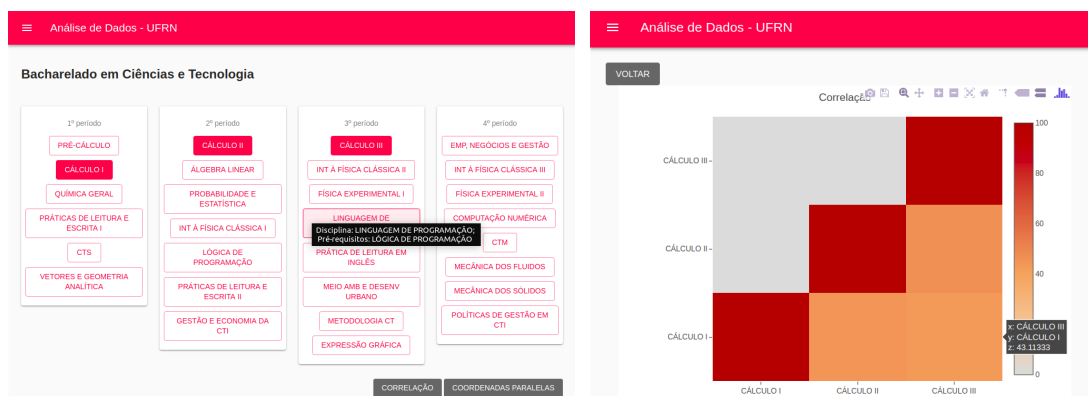 Análise de Dados - UFRN
Bacharelado em Ciências e Tecnologia
1º período
PRÉ-CÁLCULO
CÁLCULO I
QUÍMICA GERAL
PRÁTICAS DE LEITURA E
ESCRITA I
CTS
VETORES E GEOMETRIA
ANALÍTICA
2º período
CÁLCULO II
ÁLGEBRA LINEAR
PROBABILIDADE E
ESTATÍSTICA
INT À FÍSICA CLÁSSICA I
LÓGICA DE
PROGRAMAÇÃO
PRÁTICAS DE LEITURA E
ESCRITA II
GESTÃO E ECONOMIA DA
CTI
3º período
CÁLCULO III
INT À FÍSICA CLÁSSICA II
FÍSICA EXPERIMENTAL I
LINGUAGEM DE
Disciplina: LINGUAGEM DE PROGRAMAÇÃO;
Pré-requisitos: LÓGICA DE PROGRAMAÇÃO
PRÁTICA DE LEITURA EM
INGLÊS
MEIO AMB E DESENV
URBANO
METODOLOGIA CT
EXPRESSÃO GRÁFICA
4º período
EMP, NEGÓCIOS E GESTÃO
INT À FÍSICA CLÁSSICA III
FÍSICA EXPERIMENTAL II
COMPUTAÇÃO NUMÉRICA
CTM
MECÂNICA DOS FLUIDOS
MECÂNICA DOS SÓLIDOS
POLÍTICAS DE GESTÃO EM
CTI
CORRELAÇÃO COORDENADAS PARALELAS
Análise de Dados - UFRN
VOLTAR
Correlação
CÁLCULO III
CÁLCULO II
CÁLCULO I
CÁLCULO I CÁLCULO II CÁLCULO III
100
80
60
40
x: CÁLCULO III
y: CÁLCULO I
z: 43.11333
0